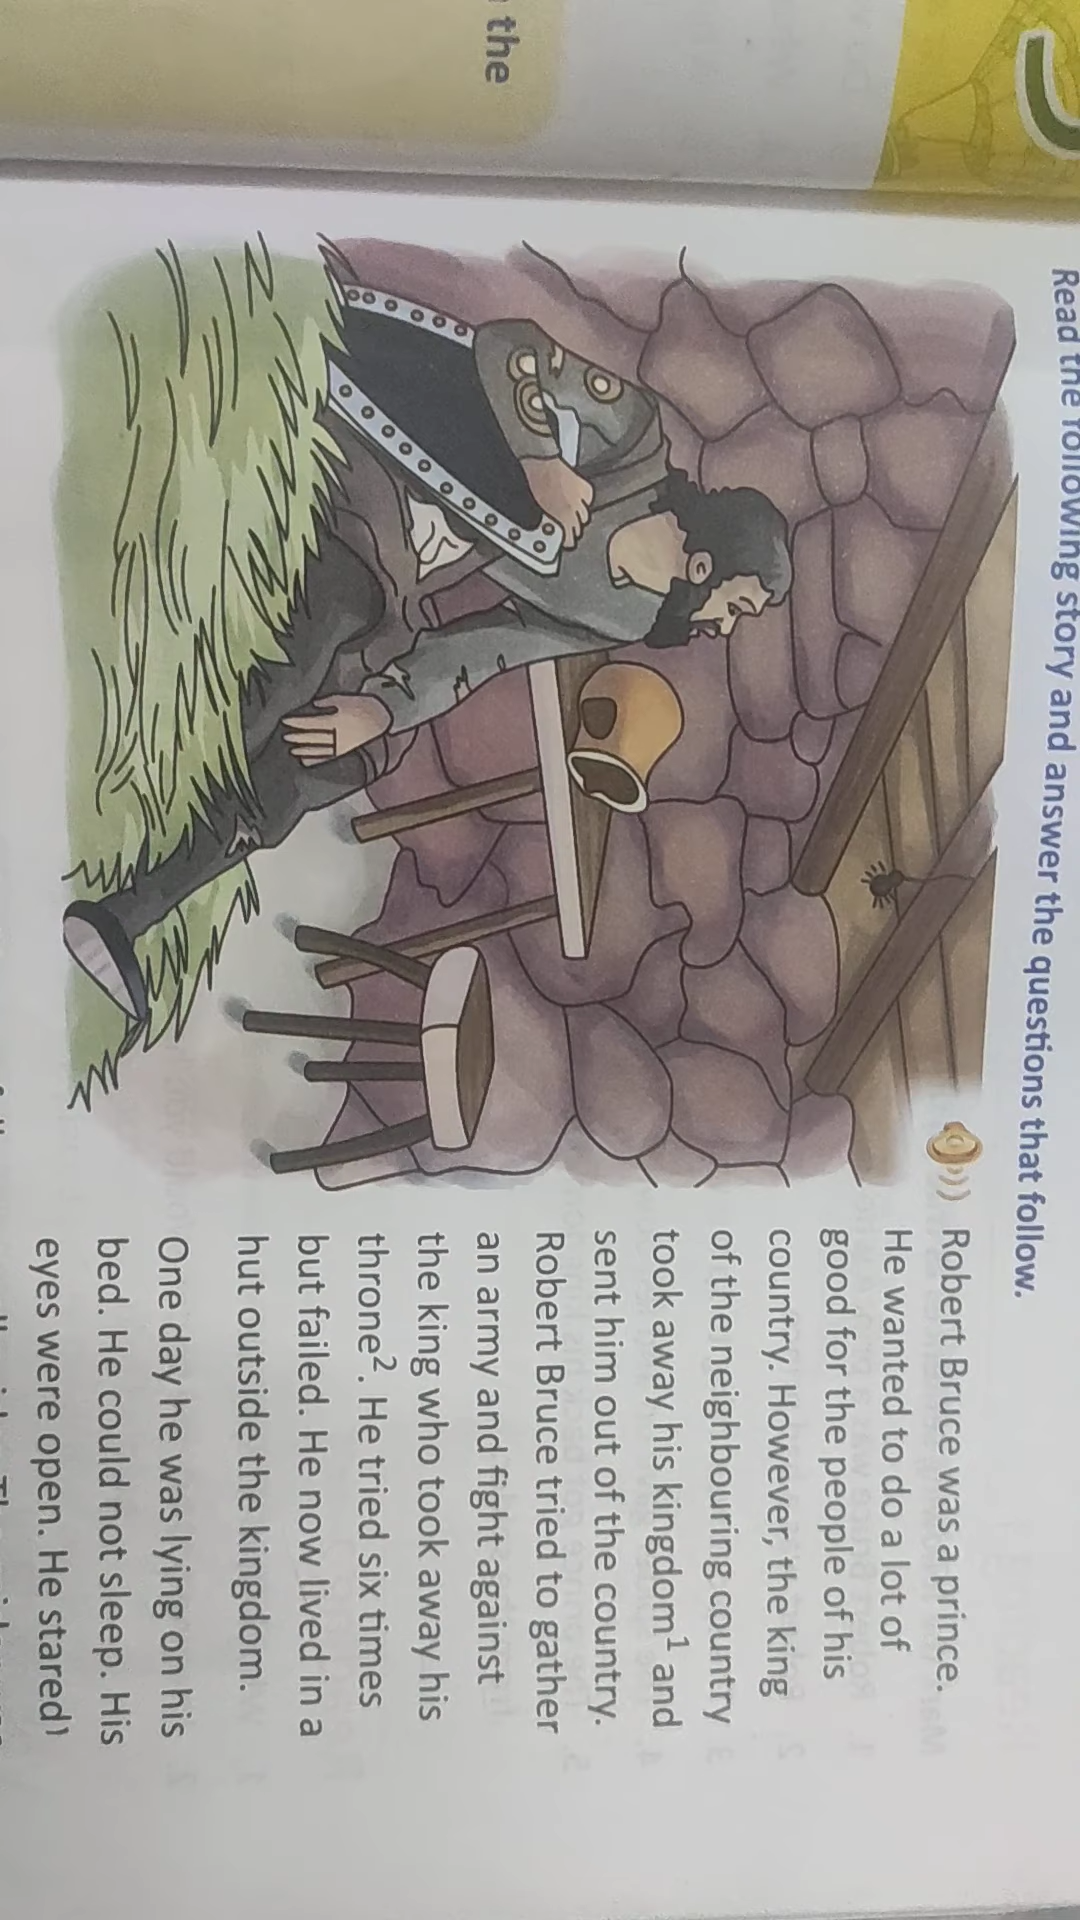 the
Read the following story and answer the questions that follow.
Robert Bruce was a prince.
He wanted to do a lot of
good for the people of his
country. However, the king
of the neighbouring country
took away his kingdom¹ and
sent him out of the country.
Robert Bruce tried to gather
an army and fight against
the king who took away his
throne². He tried six times
but failed. He now lived in a
hut outside the kingdom.
One day he was lying on his
bed. He could not sleep. His
eyes were open. He stared